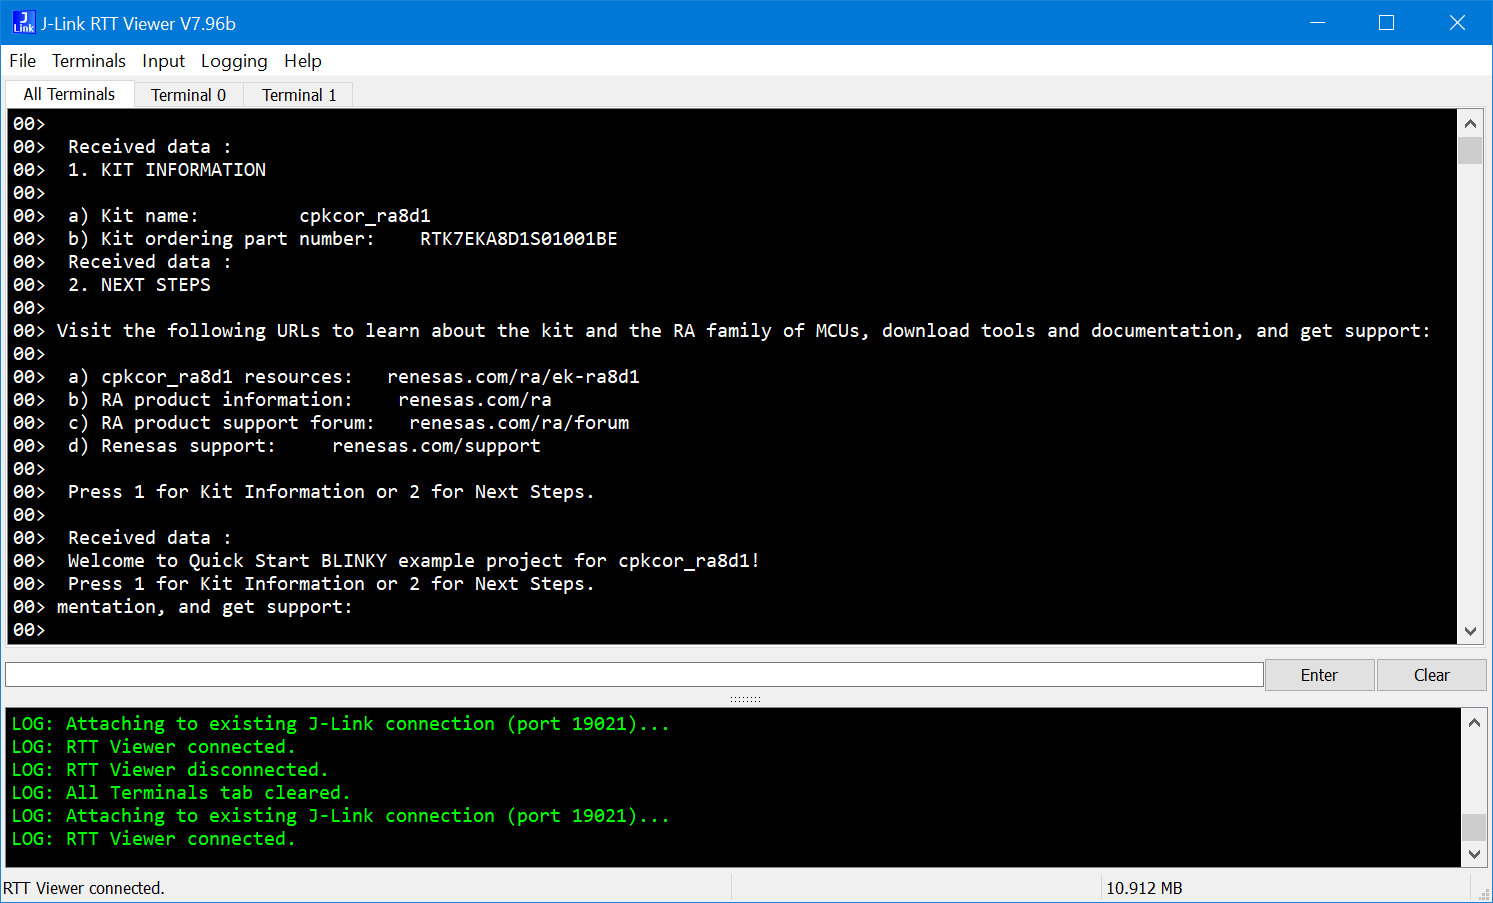 J-Link RTT Viewer V7.96b
File Terminals Input Logging Help
All Terminals Terminal 0 Terminal 1
00>
00>  Received data :
00>  1. KIT INFORMATION
00>
00>  a) Kit name:         cpkcor_ra8d1
00>  b) Kit ordering part number:    RTK7EKA8D1S01001BE
00>  Received data :
00>  2. NEXT STEPS
00>
00> Visit the following URLs to learn about the kit and the RA family of MCUs, download tools and documentation, and get support:
00>
00>  a) cpkcor_ra8d1 resources:   renesas.com/ra/ek-ra8d1
00>  b) RA product information:    renesas.com/ra
00>  c) RA product support forum:   renesas.com/ra/forum
00>  d) Renesas support:     renesas.com/support
00>
00>  Press 1 for Kit Information or 2 for Next Steps.
00>
00>  Received data :
00>  Welcome to Quick Start BLINKY example project for cpkcor_ra8d1!
00>  Press 1 for Kit Information or 2 for Next Steps.
00> mentation, and get support:
00>
Enter Clear
LOG: Attaching to existing J-Link connection (port 19021)...
LOG: RTT Viewer connected.
LOG: RTT Viewer disconnected.
LOG: All Terminals tab cleared.
LOG: Attaching to existing J-Link connection (port 19021)...
LOG: RTT Viewer connected.
RTT Viewer connected. 10.912 MB